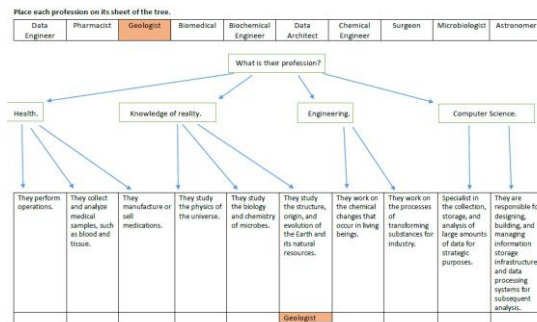 Place each profession on its sheet of the tree.
Data
Engineer
Pharmacist
Geologist
Biomedical
Biochemical
Engineer
Data
Architect
Chemical
Engineer
Surgeon
Microbiologist
Astronomer
What is their profession?
Health.
Knowledge of reality.
Engineering.
Computer Science.
They perform
operations.
They collect
and analyze
medical
samples, such
as blood and
tissue.
They
manufacture or
sell
medications.
They study
the physics of
the universe.
They study
the biology
and chemistry
of microbes.
They study
the structure,
origin, and
evolution of
the Earth and
its natural
resources.
They work on
the chemical
changes that
occur in living
beings.
They work on
the processes
of
transforming
substances for
industry.
Specialist in
the collection,
storage, and
analysis of
large amounts
of data for
strategic
purposes.
They are
responsible fo
designing,
building, and
managing
information
storage
infrastructure
and data
processing
systems for
subsequent
analysis.
Geologist